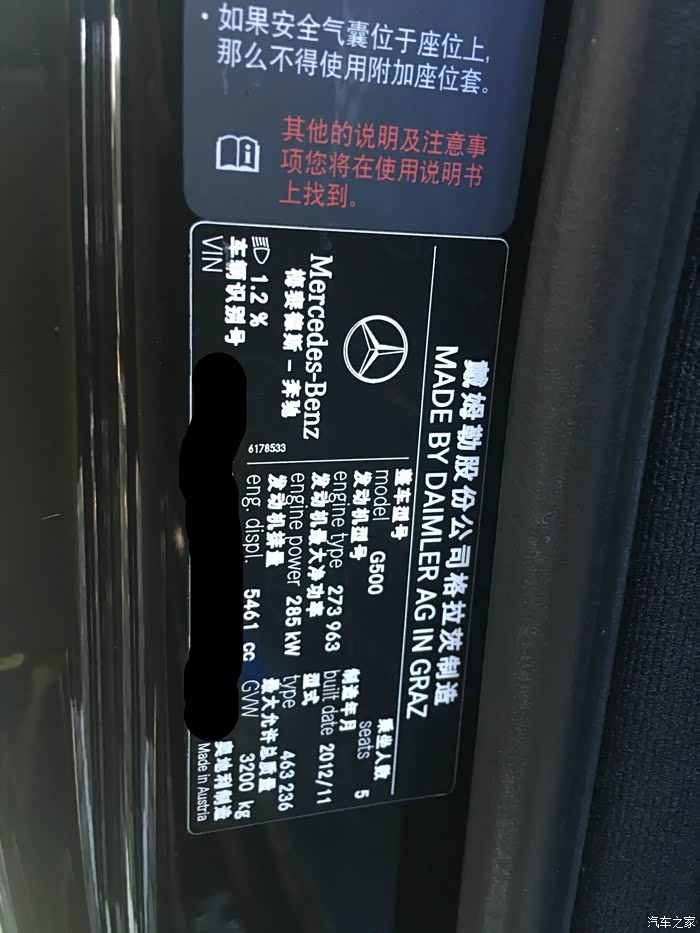 ·如果安全气囊位于座位上,
那么不得使用附加座位套。
其他的说明及注意事
项您将在使用说明书
上找到。
戴姆勒股份公司格拉茨制造
MADE BY DAIMLER AG IN GRAZ
Mercedes-Benz
梅赛德斯-奔驰
1.2 %
车辆识别号
VIN
6178533
整车型号
model G500
发动机型号
engine type 273 963
发动机最大净功率
engine power 285 kW
发动机排量
eng. displ. 5461 cc
乘坐人数
seats 5
制造年月
built date 2012/11
型式
type 463 236
最大允许总质量
GVW 3200 kg
奥地利制造
Made in Austria
汽车之家